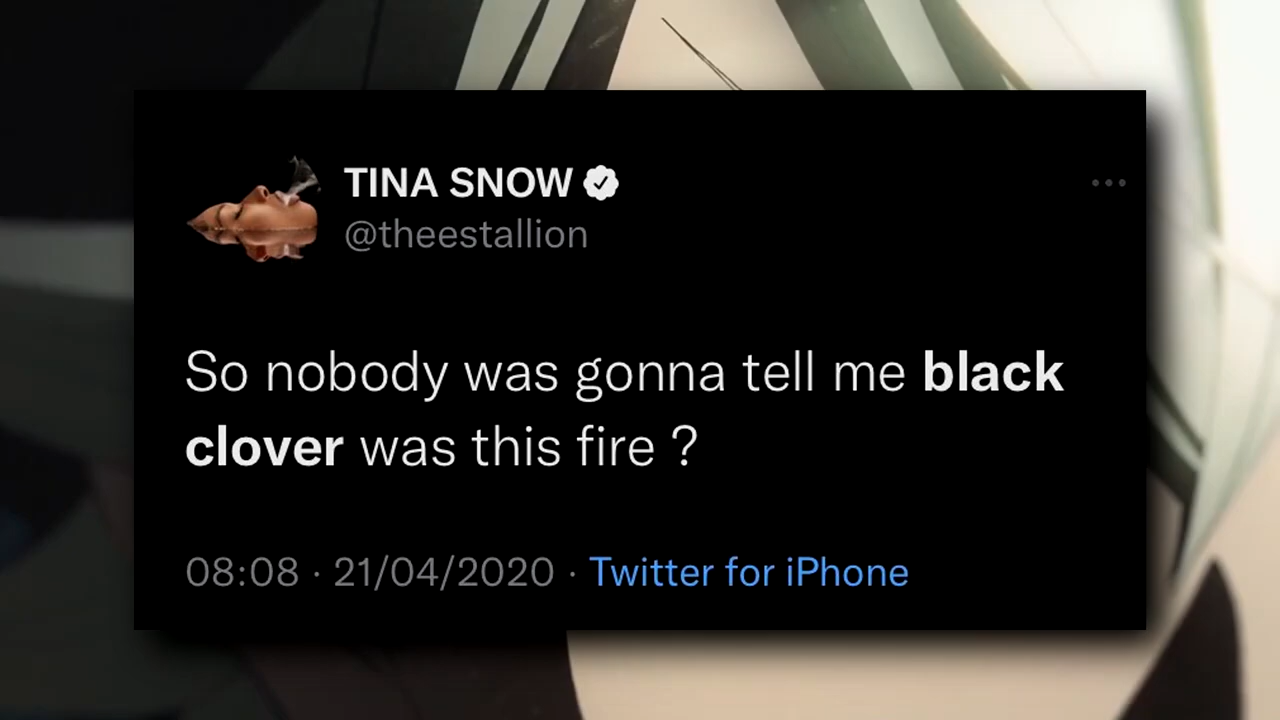 TINA SNOW
@theestallion
So nobody was gonna tell me black
clover was this fire ?
08:08 · 21/04/2020 · Twitter for iPhone